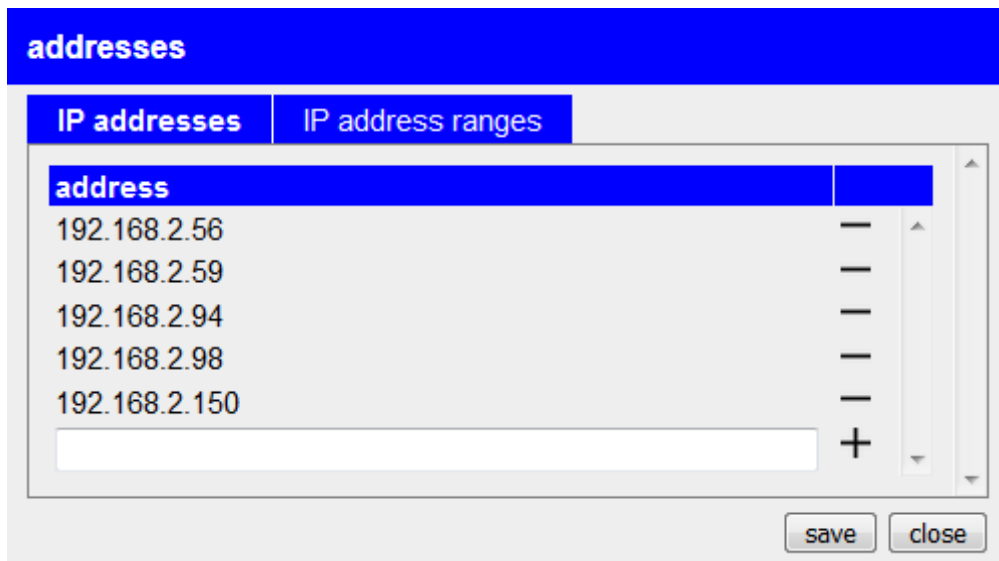 addresses
IP addresses IP address ranges
address
192.168.2.56
192.168.2.59
192.168.2.94
192.168.2.98
192.168.2.150
save close